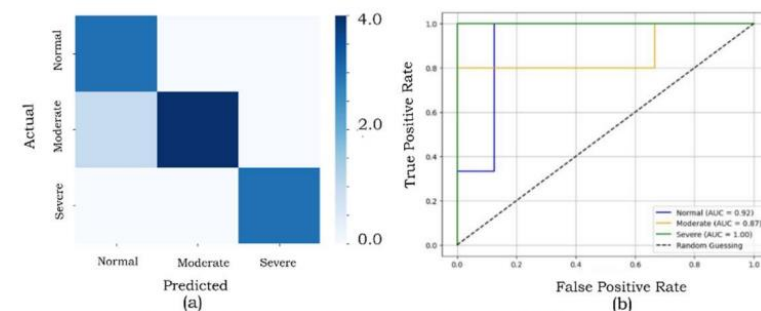 Actual
Normal
Moderate
Severe
Normal
Moderate
Severe
Predicted
(a)
4.0
2.0
0.0
True Positive Rate
1.0
0.8
0.6
0.4
0.2
0.0
0.0
0.2
0.4
0.6
0.8
1.0
Normal (AUC = 0.92)
Moderate (AUC = 0.87)
Severe (AUC = 1.00)
Random Guessing
False Positive Rate
(b)